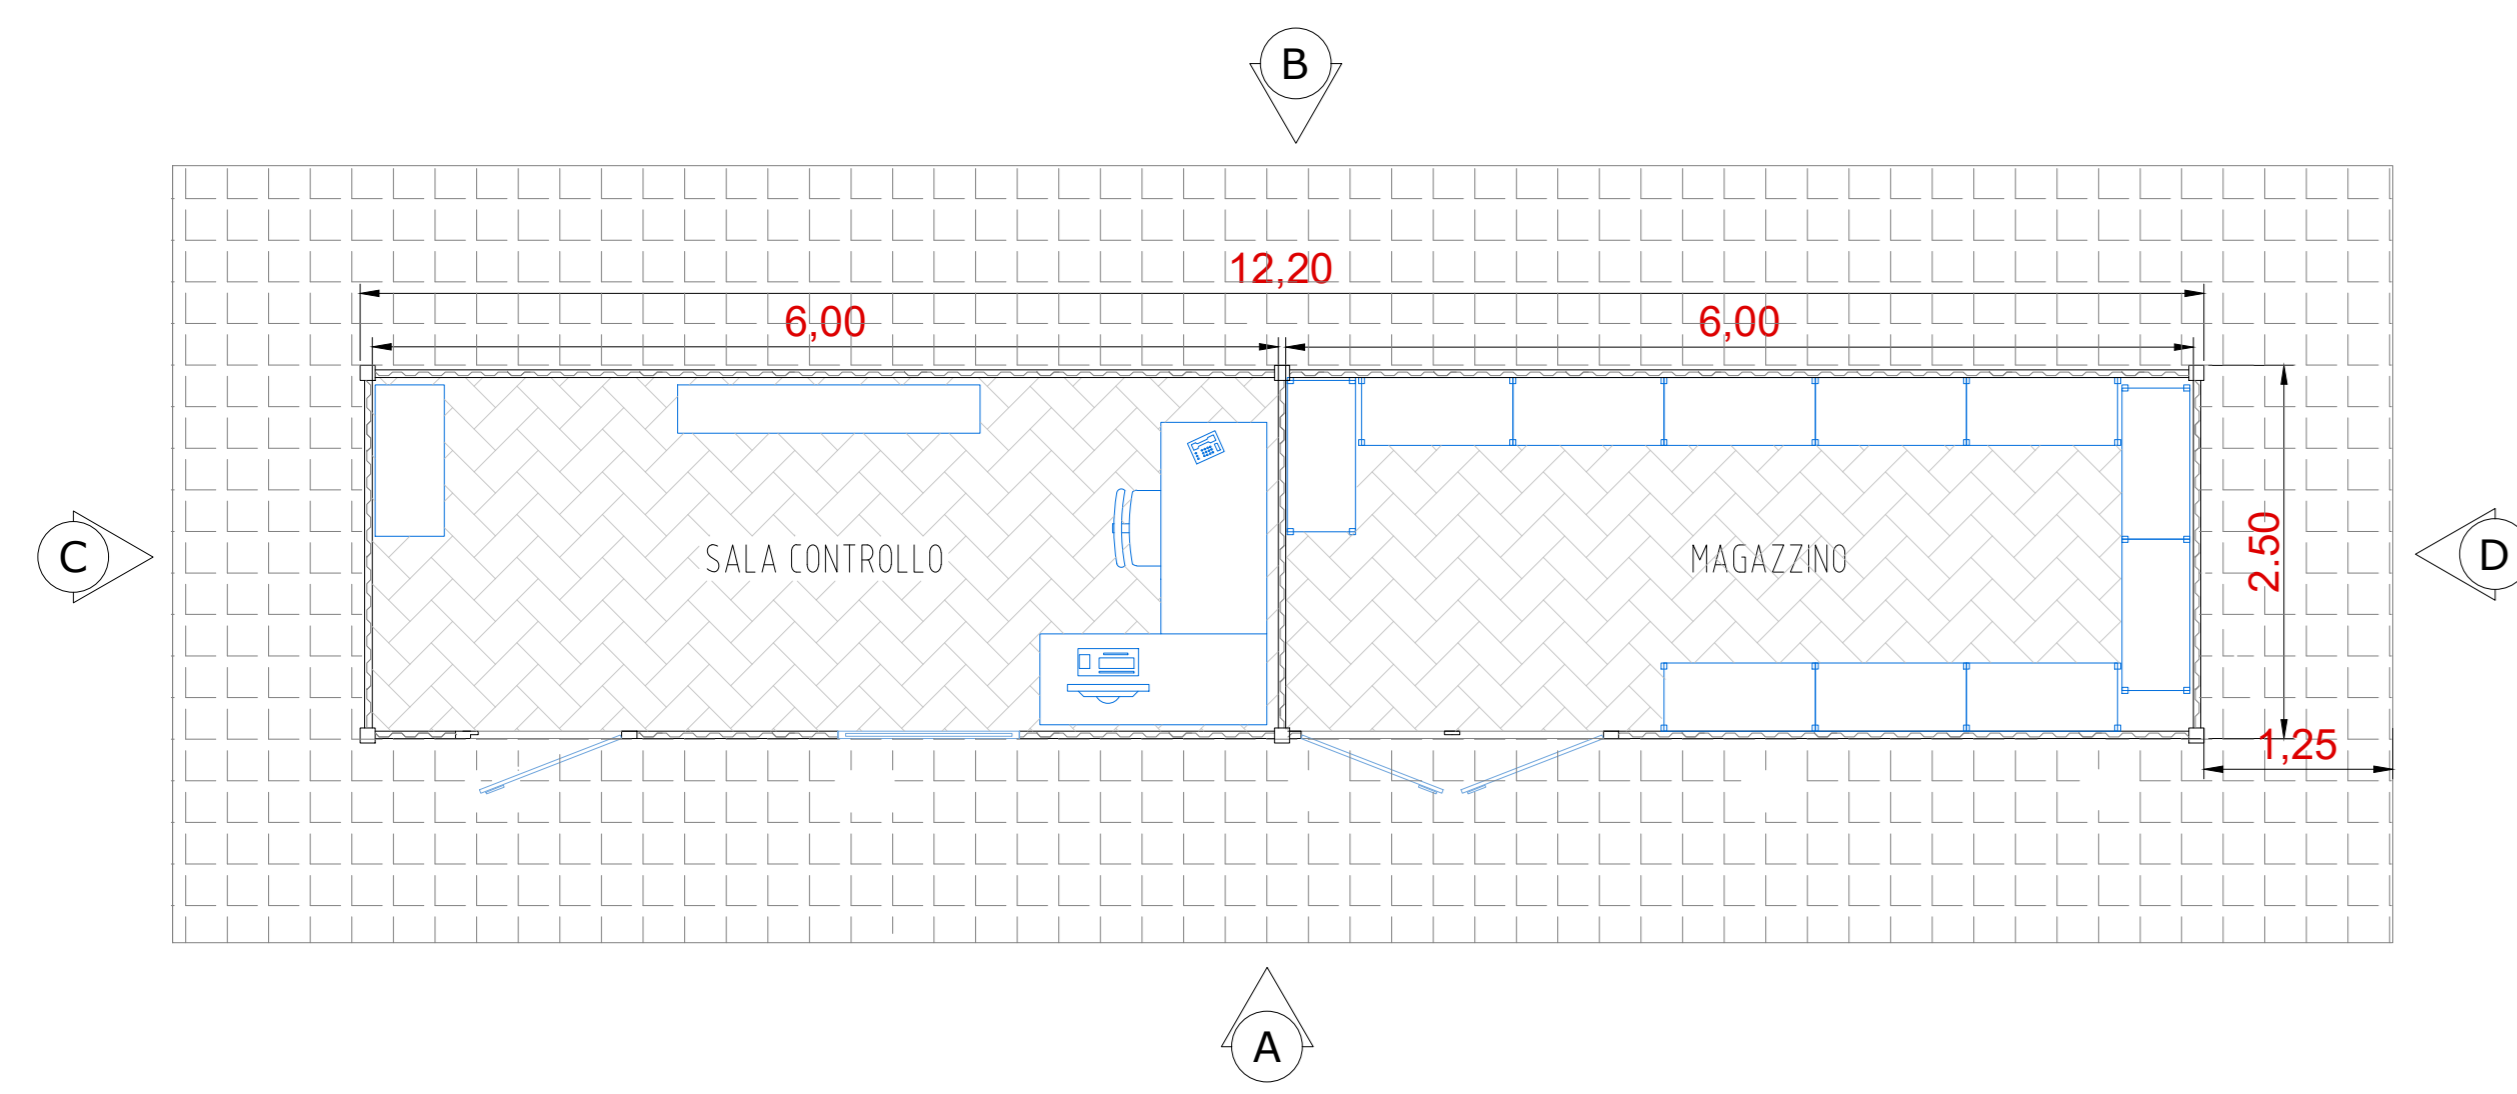 B
12,20
6,00
6,00
C
SALA CONTROLLO
MAGAZZINO
2.50
D
1,25
A